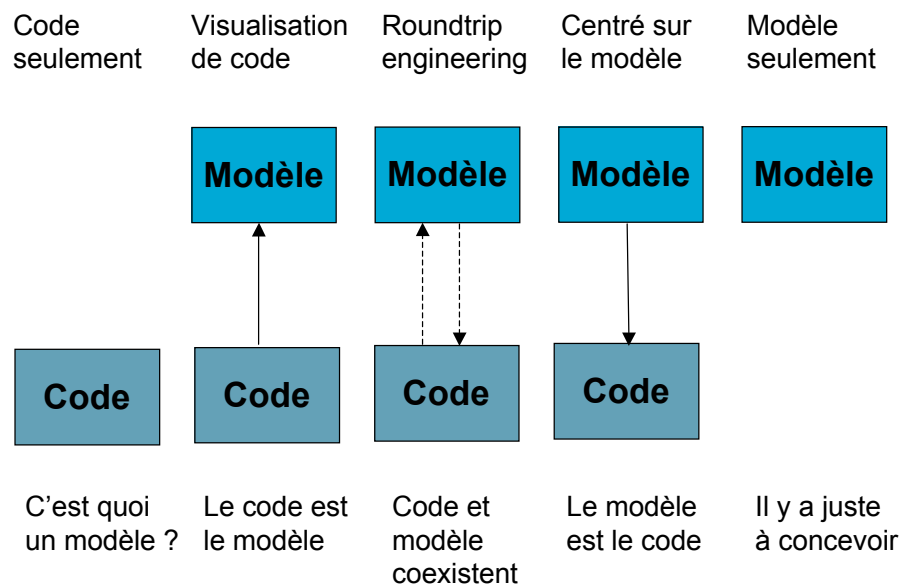 Code
seulement
Visualisation
de code
Roundtrip
engineering
Centré sur
le modèle
Modèle
seulement
Modèle
Modèle
Modèle
Modèle
Code
Code
Code
Code
C'est quoi
un modèle ?
Le code est
le modèle
Code et
modèle
coexistent
Le modèle
est le code
Il y a juste
à concevoir